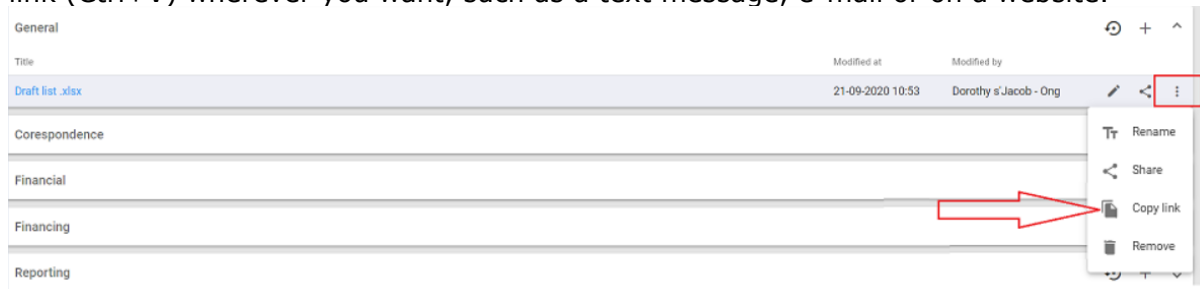 link (Ctrl+V) wherever you want, such as a text message, e-mail or on a website.
General
Title Modified at Modified by
Draft list .xlsx 21-09-2020 10:53 Dorothy s'Jacob - Ong
Corespondence
Rename
Financial
Share
Copy link
Financing
Remove
Reporting